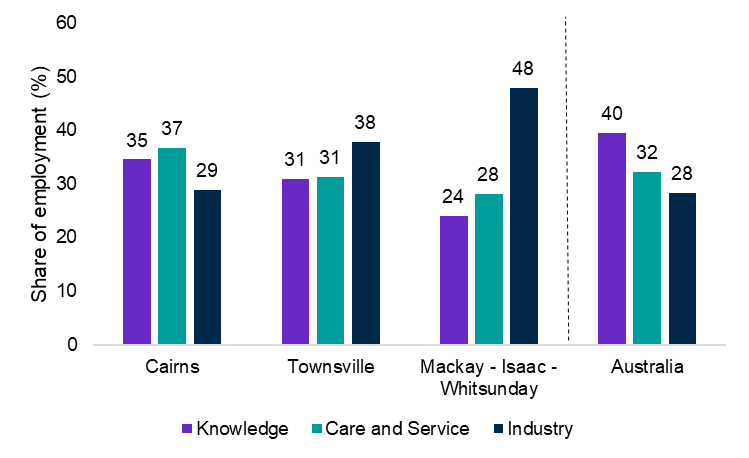 Share of employment (%)
60
50
40
30
20
10
0
35
37
29
31
31
38
24
28
48
40
32
28
Cairns
Townsville
Mackay - Isaac -
Whitsunday
Australia
Knowledge
Care and Service
Industry